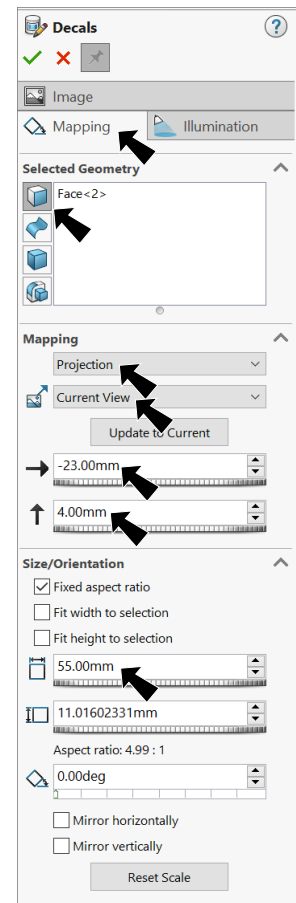 Decals
?
Image
Mapping
Illumination
Selected Geometry
Face<2>
Mapping
Projection
Current View
Update to Current
-23.00mm
4.00mm
Size/Orientation
Fixed aspect ratio
Fit width to selection
Fit height to selection
55.00mm
11.01602331mm
Aspect ratio: 4.99 : 1
0.00deg
Mirror horizontally
Mirror vertically
Reset Scale